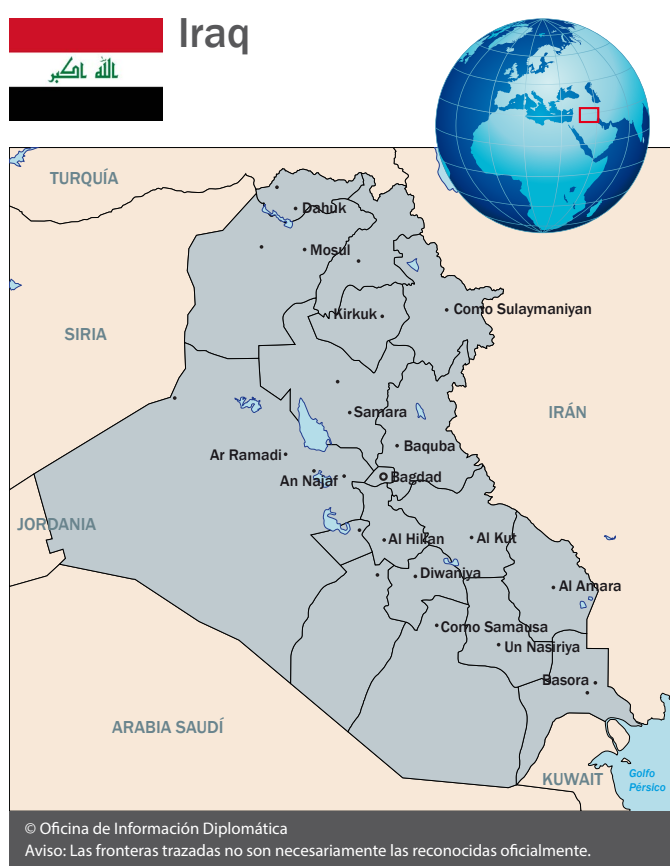 Iraq
الله اكبر
TURQUÍA
Dahuk
Mosul
Kirkuk
Como Sulaymaniyan
SIRIA
Samara
IRÁN
Baquba
Ar Ramadi
An Najaf
Bagdad
JORDANIA
Al Hillan
Al Kut
Diwaniya
Al Amara
Como Samausa
Un Nasiriya
Basora
ARABIA SAUDÍ
KUWAIT
Golfo
Pérsico
© Oficina de Información Diplomática
Aviso: Las fronteras trazadas no son necesariamente las reconocidas oficialmente.